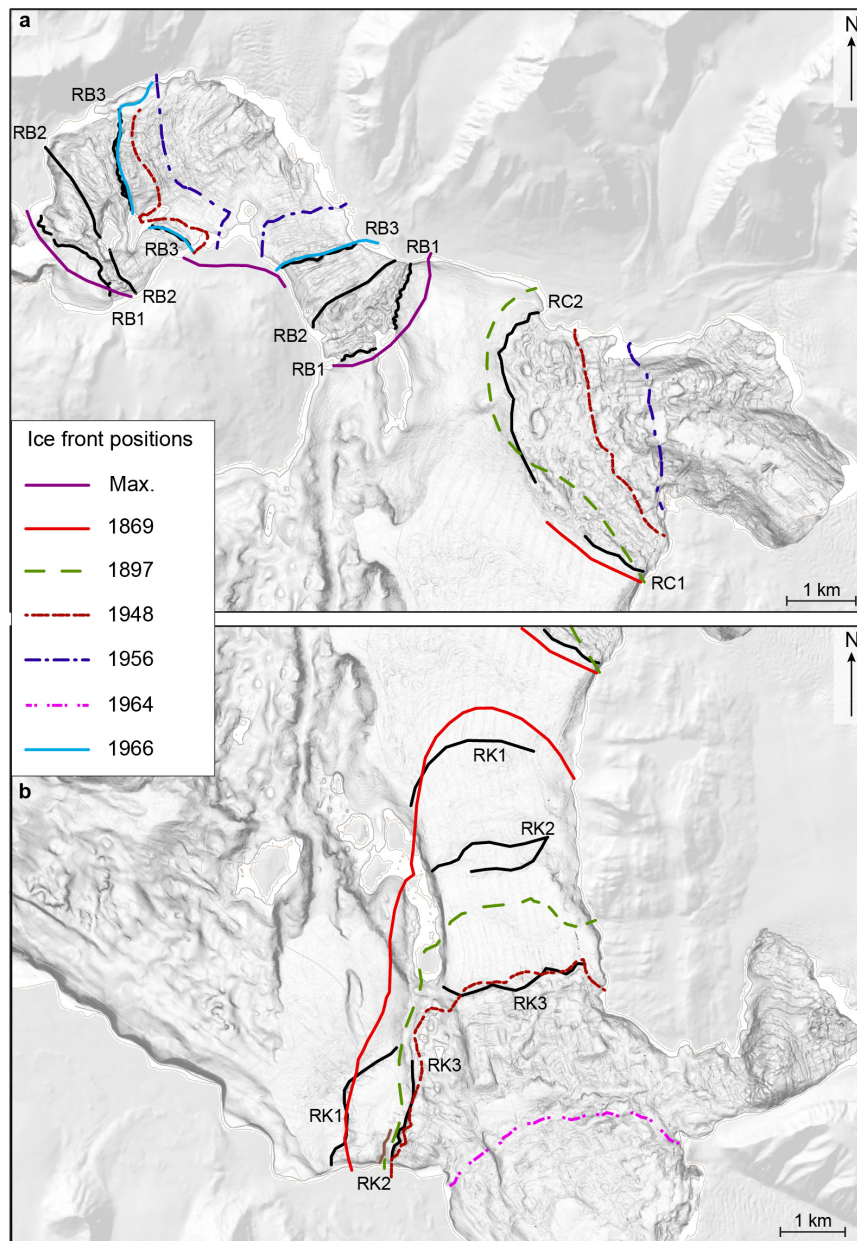 a
N
RB3
RB2
RB3
RB1
RB3
RB2
RB1
RB2
RB1
RC2
RC1
1 km
Ice front positions
Max.
1869
1897
1948
1956
1964
1966
b
N
RK1
RK2
RK3
RK3
RK1
RK2
1 km